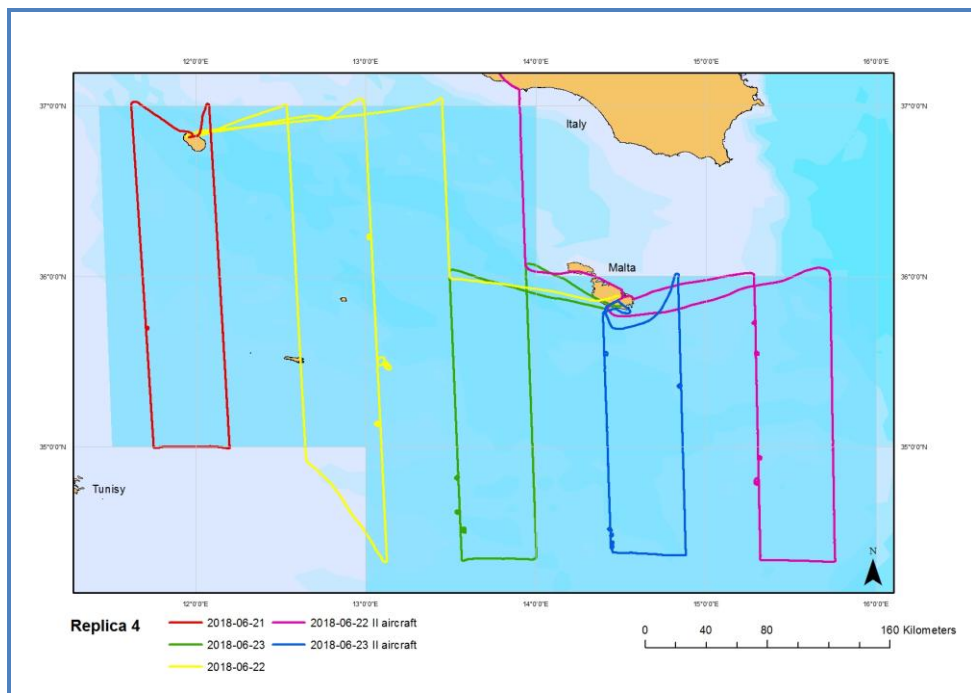 12°0'0"E 13°0'0"E 14°0'0"E 15°0'0"E 16°0'0"E
37°0'0"N 37°0'0"N
Italy
36°0'0"N Malta 36°0'0"N
35°0'0"N 35°0'0"N
Tunisy
N
12°0'0"E 13°0'0"E 14°0'0"E 15°0'0"E 16°0'0"E
Replica 4
2018-06-21 2018-06-22 II aircraft
2018-06-23 2018-06-23 II aircraft
2018-06-22
0 40 80 160 Kilometers